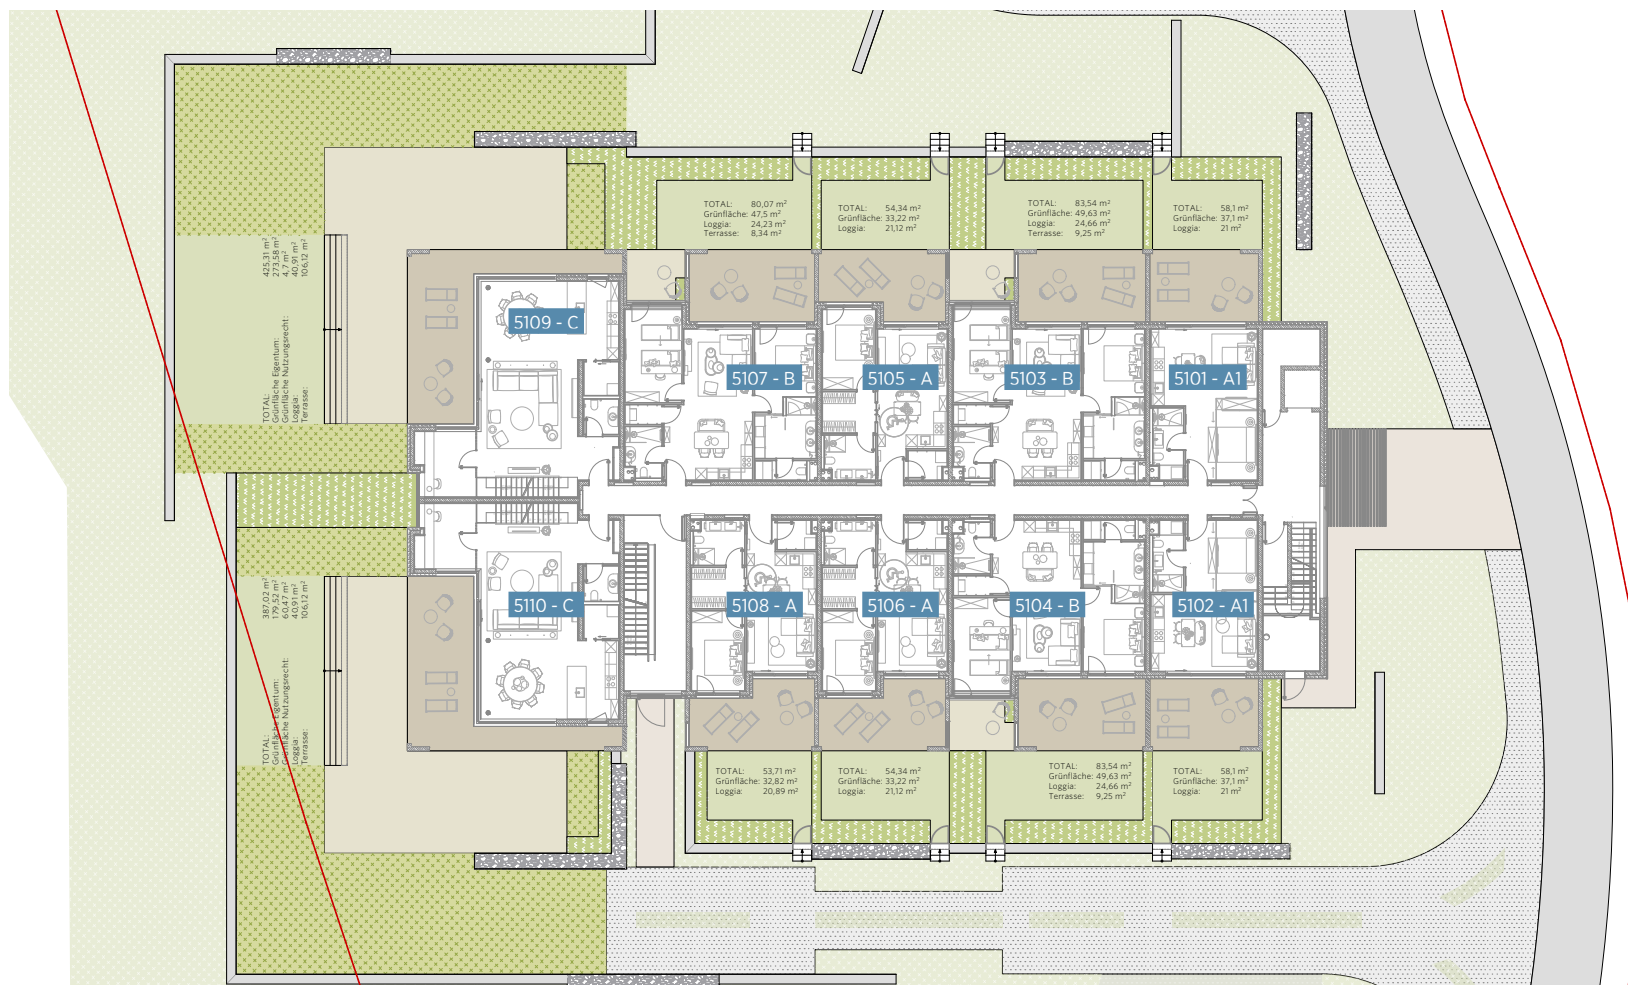 TOTAL: 80,07 m²
Grünfläche: 47,5 m²
Loggia: 24,23 m²
Terrasse: 8,34 m²
TOTAL: 54,34 m²
Grünfläche: 33,22 m²
Loggia: 21,12 m²
TOTAL: 83,54 m²
Grünfläche: 49,63 m²
Loggia: 24,66 m²
Terrasse: 9,25 m²
TOTAL: 58,1 m²
Grünfläche: 37,1 m²
Loggia: 21 m²
TOTAL: 425,31 m²
Grünfläche Eigentum: 273,58 m²
Grünfläche Nutzungsrecht: 4,7 m²
Loggia: 40,91 m²
Terrasse: 106,12 m²
5109 - C
5107 - B
5105 - A
5103 - B
5101 - A1
5110 - C
5108 - A
5106 - A
5104 - B
5102 - A1
TOTAL: 387,02 m²
Grünfläche Eigentum: 179,52 m²
Grünfläche Nutzungsrecht: 60,47 m²
Loggia: 40,91 m²
Terrasse: 106,12 m²
TOTAL: 53,71 m²
Grünfläche: 32,82 m²
Loggia: 20,89 m²
TOTAL: 54,34 m²
Grünfläche: 33,22 m²
Loggia: 21,12 m²
TOTAL: 83,54 m²
Grünfläche: 49,63 m²
Loggia: 24,66 m²
Terrasse: 9,25 m²
TOTAL: 58,1 m²
Grünfläche: 37,1 m²
Loggia: 21 m²